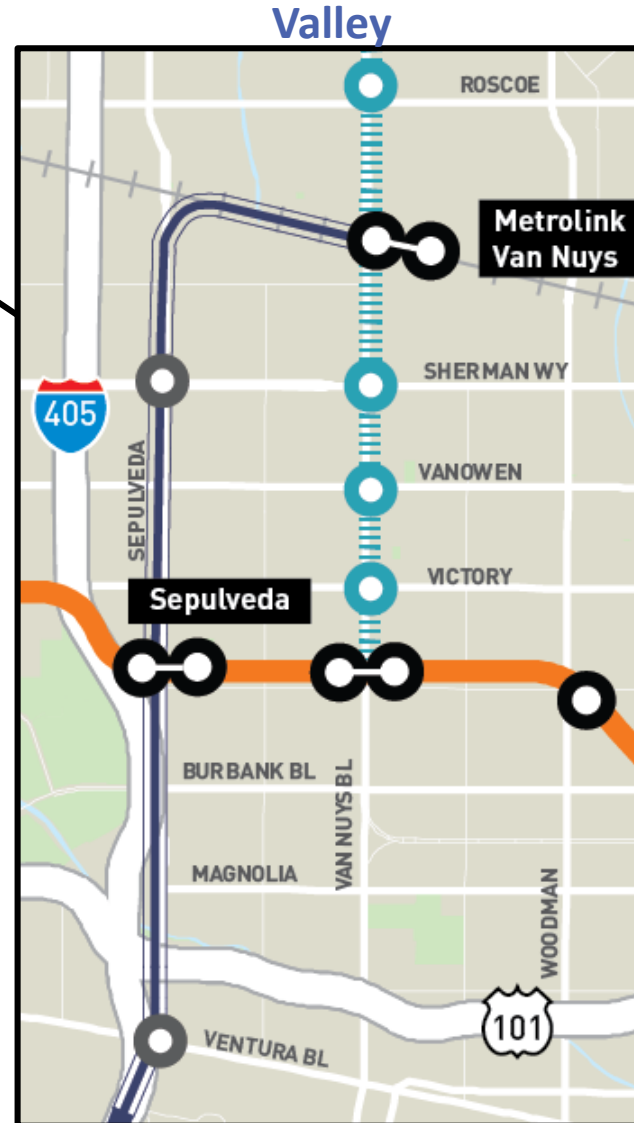 Valley
ROSCOE
Metrolink
Van Nuys
SHERMAN WY
405
SEPULVEDA
VANOWEN
VICTORY
Sepulveda
BURBANK BL
VAN NUYS BL
MAGNOLIA
WOODMAN
101
VENTURA BL